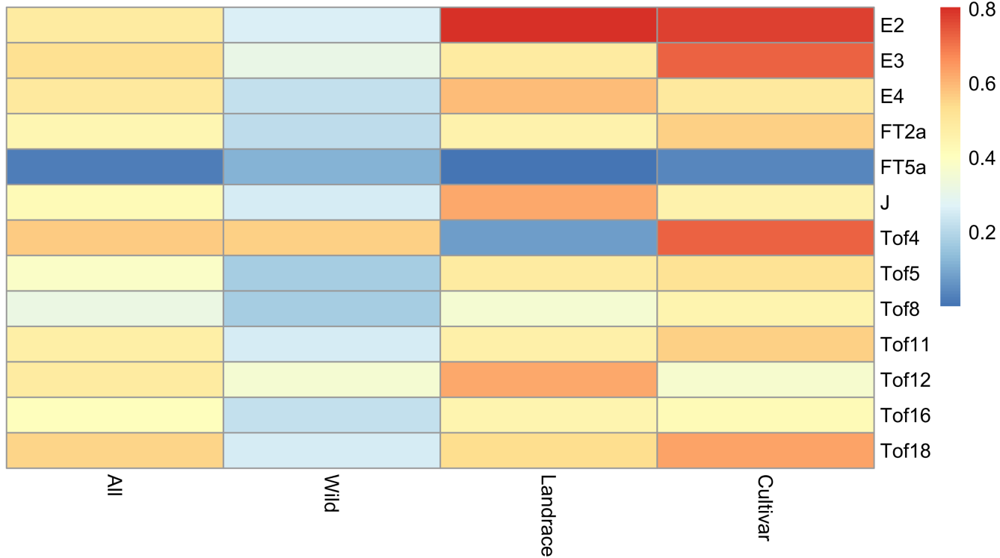 E2
E3
E4
FT2a
FT5a
J
Tof4
Tof5
Tof8
Tof11
Tof12
Tof16
Tof18
0.8
0.6
0.4
0.2
All
Wild
Landrace
Cultivar